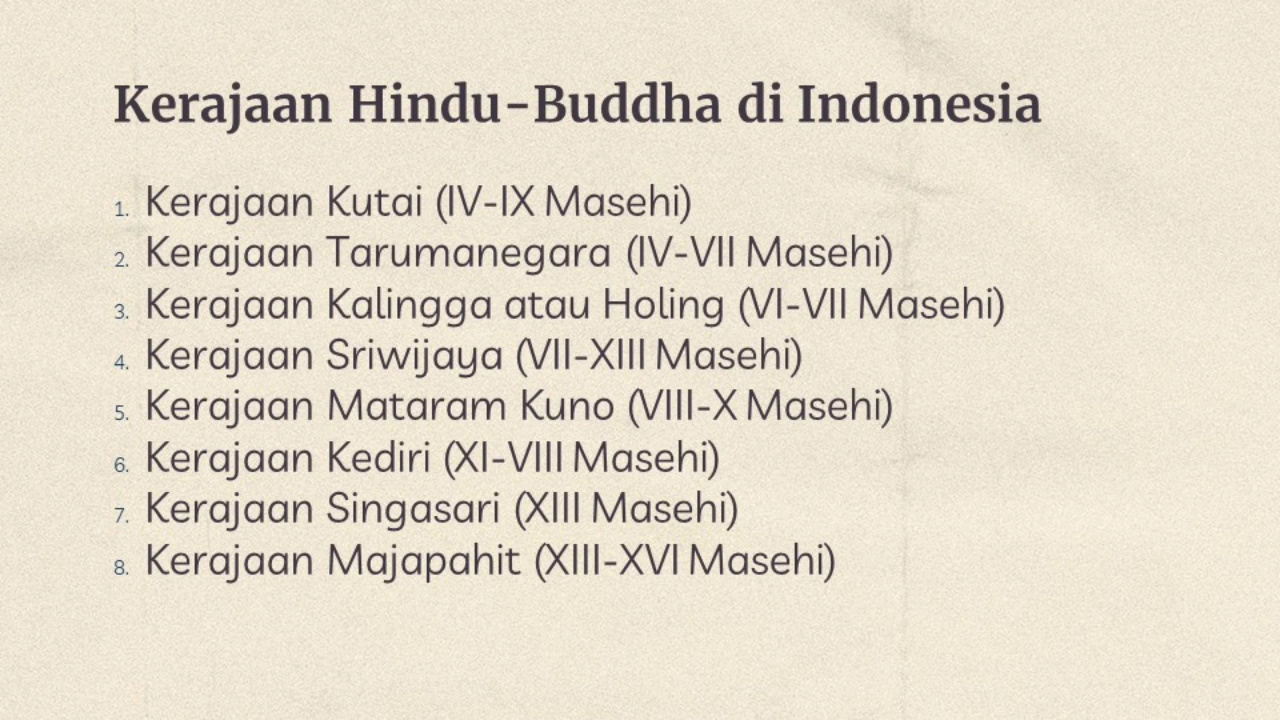 Kerajaan Hindu-Buddha di Indonesia
1. Kerajaan Kutai (IV-IX Masehi)
2. Kerajaan Tarumanegara (IV-VII Masehi)
3. Kerajaan Kalingga atau Holing (VI-VII Masehi)
4. Kerajaan Sriwijaya (VII-XIII Masehi)
5. Kerajaan Mataram Kuno (VIII-X Masehi)
6. Kerajaan Kediri (XI-VIII Masehi)
7. Kerajaan Singasari (XIII Masehi)
8. Kerajaan Majapahit (XIII-XVI Masehi)